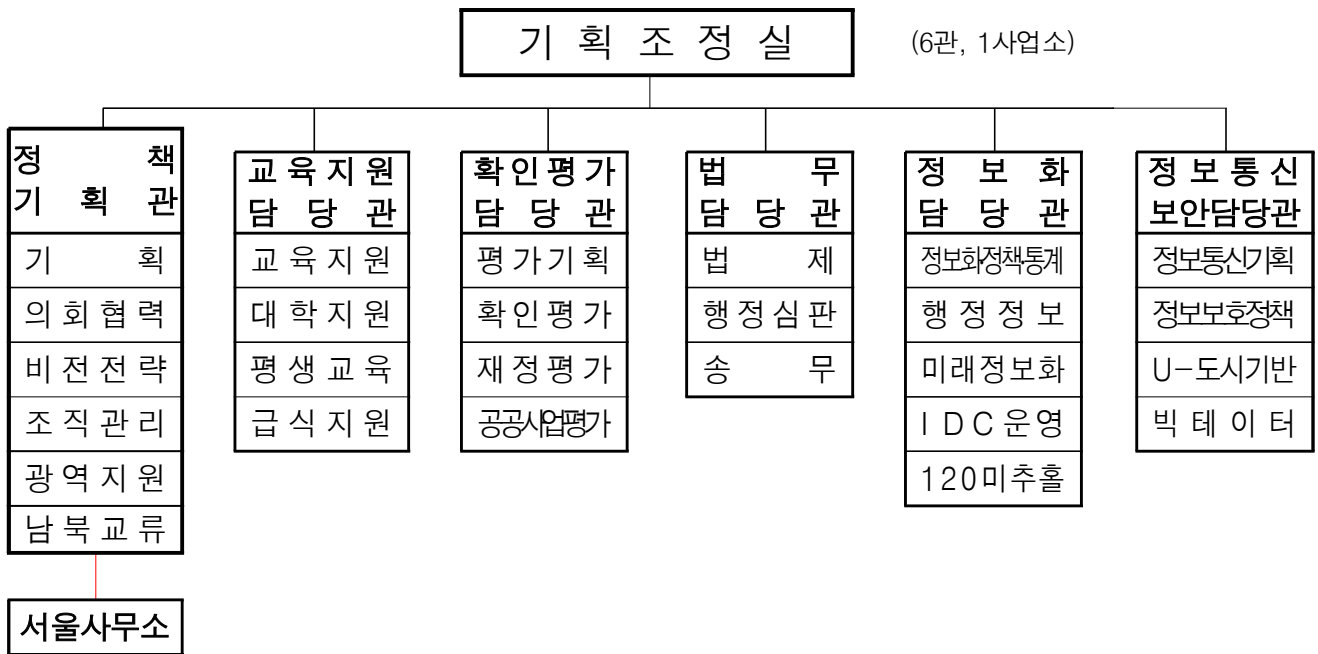 기 획 조 정 실
(6관, 1사업소)
정 책
기 획 관
기 획
의 회 협 력
비 전 전 략
조 직 관 리
광 역 지 원
남 북 교 류
서울사무소
교 육 지 원
담 당 관
교 육 지 원
대 학 지 원
평 생 교 육
급 식 지 원
확 인 평 가
담 당 관
평 가 기 획
확 인 평 가
재 정 평 가
공공사업평가
법 무
담 당 관
법 제
행 정 심 판
송 무
정 보 화
담 당 관
정보화정책·통계
행 정 정 보
미래정보화
I D C 운영
120미추홀
정 보 통 신
보안담당관
정보통신기획
정보보호정책
U-도시기반
빅 테 이 터